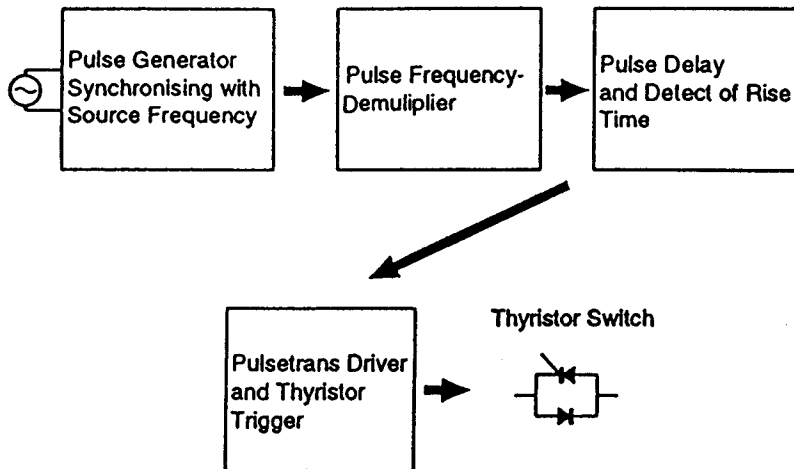 Pulse Generator
Synchronising with
Source Frequency
Pulse Frequency-
Demuliplier
Pulse Delay
and Detect of Rise
Time
Pulsetrans Driver
and Thyristor
Trigger
Thyristor Switch